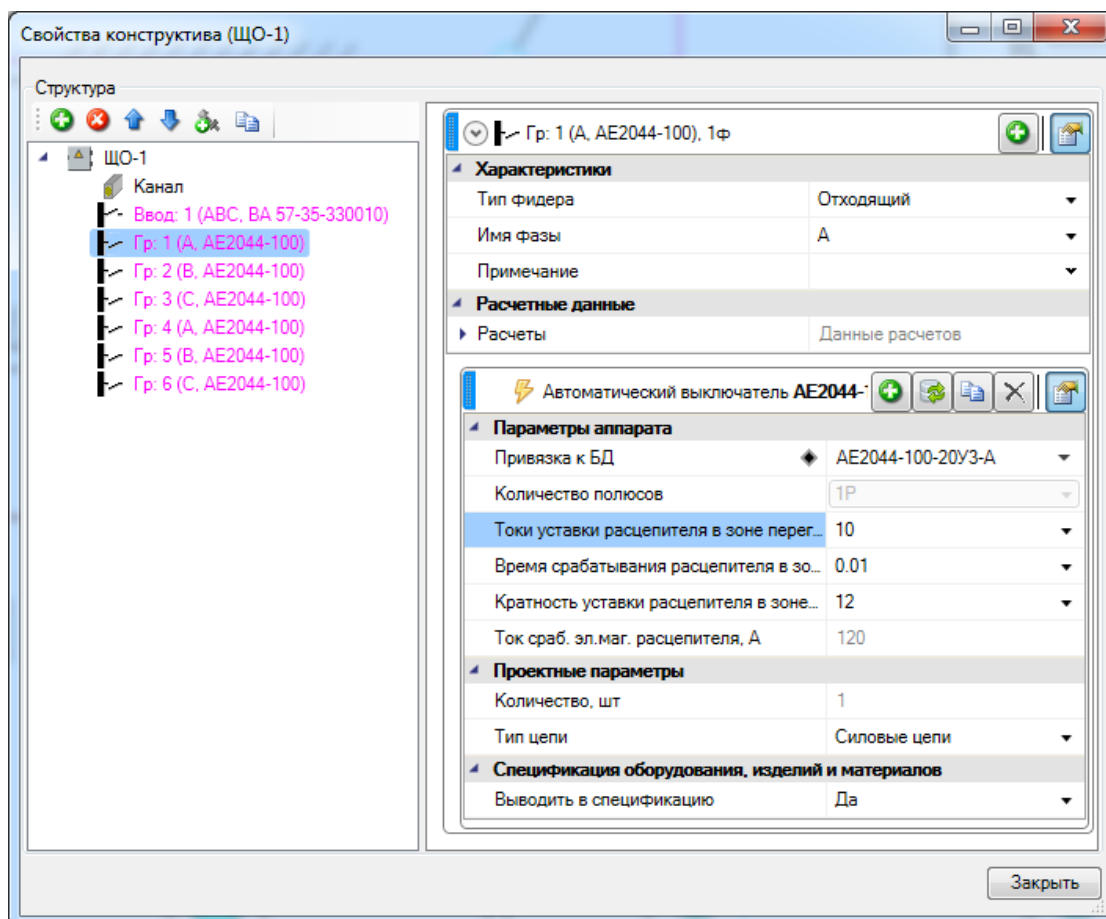 Свойства конструктива (ЩО-1)
Структура
ЩО-1
Канал
Ввод: 1 (ABC, ВА 57-35-330010)
Гр: 1 (A, АЕ2044-100)
Гр: 2 (B, АЕ2044-100)
Гр: 3 (C, АЕ2044-100)
Гр: 4 (A, АЕ2044-100)
Гр: 5 (B, АЕ2044-100)
Гр: 6 (C, АЕ2044-100)
Гр: 1 (A, АЕ2044-100), 1ф
Характеристики
Тип фидера Отходящий
Имя фазы A
Примечание
Расчетные данные
Расчеты Данные расчетов
Автоматический выключатель АЕ2044-
Параметры аппарата
Привязка к БД АЕ2044-100-20У3-А
Количество полюсов 1P
Токи уставки расцепителя в зоне перег... 10
Время срабатывания расцепителя в зо... 0.01
Кратность уставки расцепителя в зоне... 12
Ток сраб. эл.маг. расцепителя, А 120
Проектные параметры
Количество, шт 1
Тип цепи Силовые цепи
Спецификация оборудования, изделий и материалов
Выводить в спецификацию Да
Закрыть